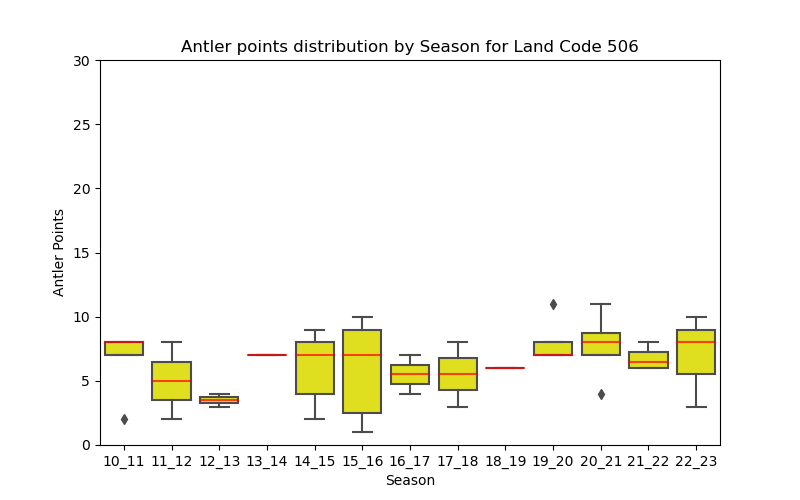 Antler points distribution by Season for Land Code 506
30
25
20
15
10
5
0
Antler Points
10_11 11_12 12_13 13_14 14_15 15_16 16_17 17_18 18_19 19_20 20_21 21_22 22_23
Season